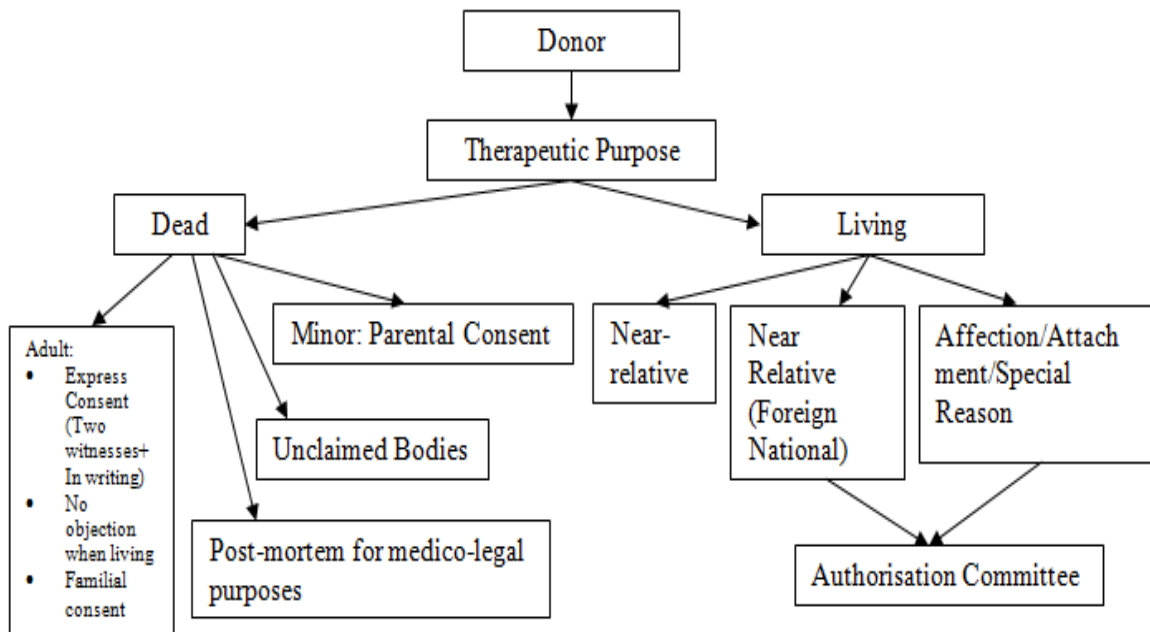 Donor
Therapeutic Purpose
Dead
Living
Adult:
• Express
Consent
(Two
witnesses+
In writing)
• No
objection
when living
• Familial
consent
Minor: Parental Consent
Unclaimed Bodies
Post-mortem for medico-legal
purposes
Near-
relative
Near
Relative
(Foreign
National)
Affection/Attach
ment/Special
Reason
Authorisation Committee